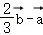 2/3 b⃗ − a⃗